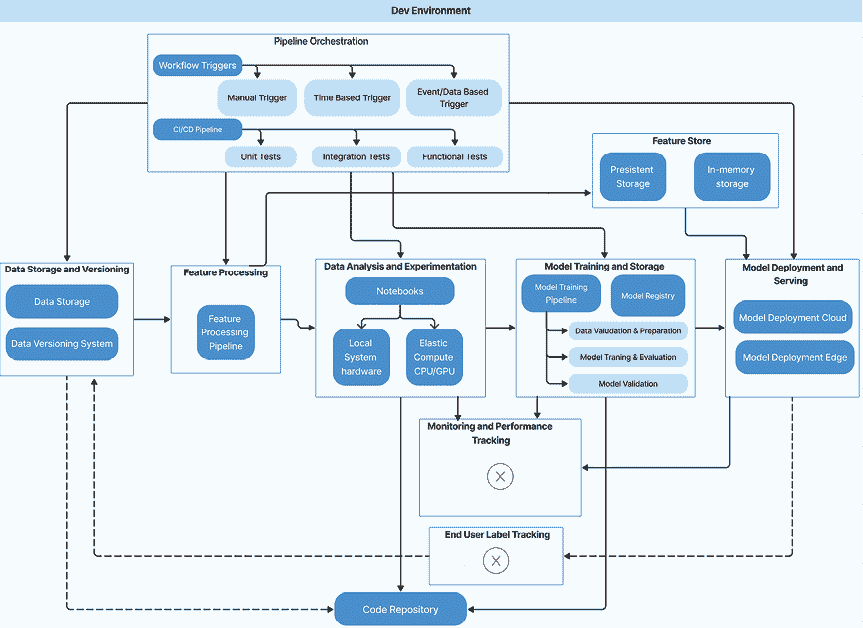 Dev Environment
Pipeline Orchestration
Workflow Triggers
Manual Trigger
Time Based Trigger
Event/Data Based
Trigger
CI/CD Pipeline
Unit Tests
Integration Tests
Functional Tests
Feature Store
Presistent
Storage
In-memory
storage
Data Storage and Versioning
Data Storage
Data Versioning System
Feature Processing
Feature
Processing
Pipeline
Data Analysis and Experimentation
Notebooks
Local
System
hardware
Elastic
Compute
CPU/GPU
Model Training and Storage
Model Training
Pipeline
Model Registry
Data Valudation & Preparation
Model Traning & Evaluation
Model Validation
Model Deployment and
Serving
Model Deployment Cloud
Model Deployment Edge
Monitoring and Performance
Tracking
X
End User Label Tracking
X
Code Repository